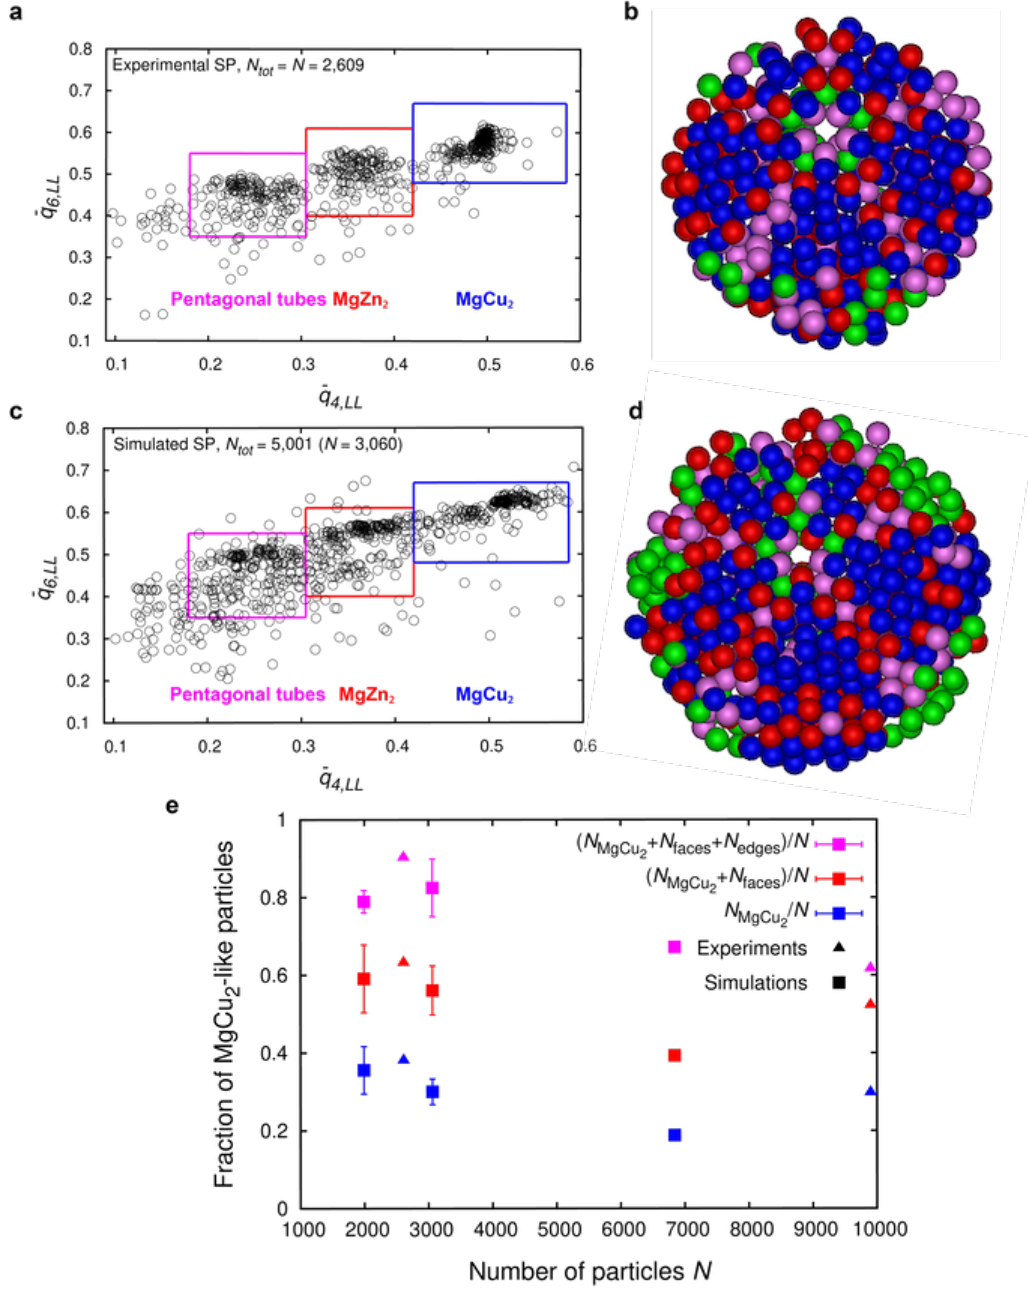 a
b
0.8
0.7
0.6
0.5
0.4
0.3
0.2
0.1
q̄6,LL
Experimental SP, Ntot = N = 2,609
Pentagonal tubes MgZn₂ MgCu₂
0.1 0.2 0.3 0.4 0.5 0.6
q̄4,LL
c
d
0.8
0.7
0.6
0.5
0.4
0.3
0.2
0.1
q̄6,LL
Simulated SP, Ntot = 5,001 (N = 3,060)
Pentagonal tubes MgZn₂ MgCu₂
0.1 0.2 0.3 0.4 0.5 0.6
q̄4,LL
e
1
0.8
0.6
0.4
0.2
0
Fraction of MgCu₂-like particles
(NMgCu₂+Nfaces+Nedges)/N
(NMgCu₂+Nfaces)/N
NMgCu₂/N
Experiments
Simulations
1000 2000 3000 4000 5000 6000 7000 8000 9000 10000
Number of particles N